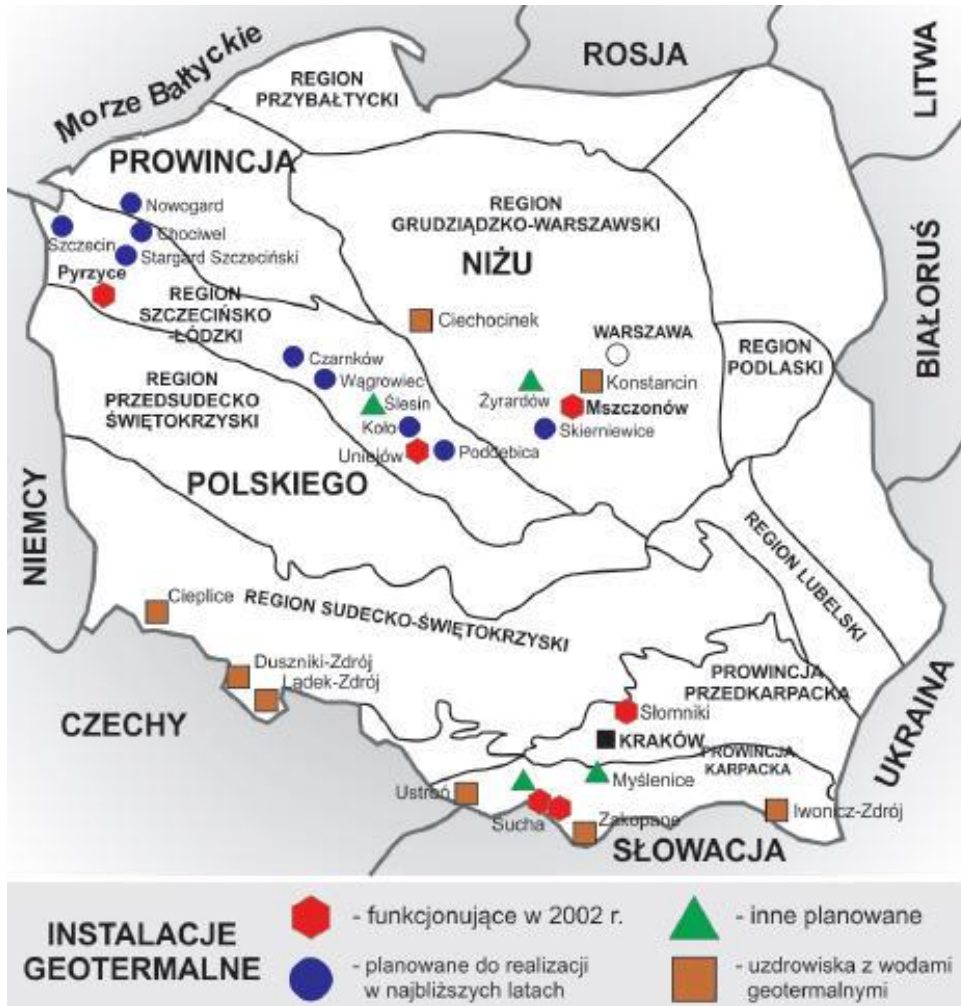 Morze Bałtyckie
ROSJA
LITWA
REGION
PRZYBAŁTYCKI
PROWINCJA
Nowogard
Chociwel
Szczecin
Stargard Szczeciński
Pyrzyce
REGION
GRUDZIĄDZKO-WARSZAWSKI
NIŻU
BIAŁORUŚ
REGION
SZCZECIŃSKO
-ŁÓDZKI
Ciechocinek
WARSZAWA
REGION
PODLASKI
Czarnków
Wągrowiec
Ślesin
Koło
Uniejów
Poddebica
Konstancin
Żyrardów
Mszczonów
Skierniewice
REGION
PRZEDSUDECKO
ŚWIĘTOKRZYSKI
POLSKIEGO
NIEMCY
REGION LUBELSKI
Cieplice
REGION SUDECKO-ŚWIĘTOKRZYSKI
Duszniki-Zdrój
Lądek-Zdrój
CZECHY
PROWINCJA
PRZEDKARPACKA
UKRAINA
Słomniki
KRAKÓW
PROWINCJA
KARPACKA
Myślenice
Ustroń
Sucha
Zakopane
Iwonicz-Zdrój
SŁOWACJA
INSTALACJE
GEOTERMALNE
- funkcjonujące w 2002 r.
- planowane do realizacji
w najbliższych latach
- inne planowane
- uzdrowiska z wodami
geotermalnymi